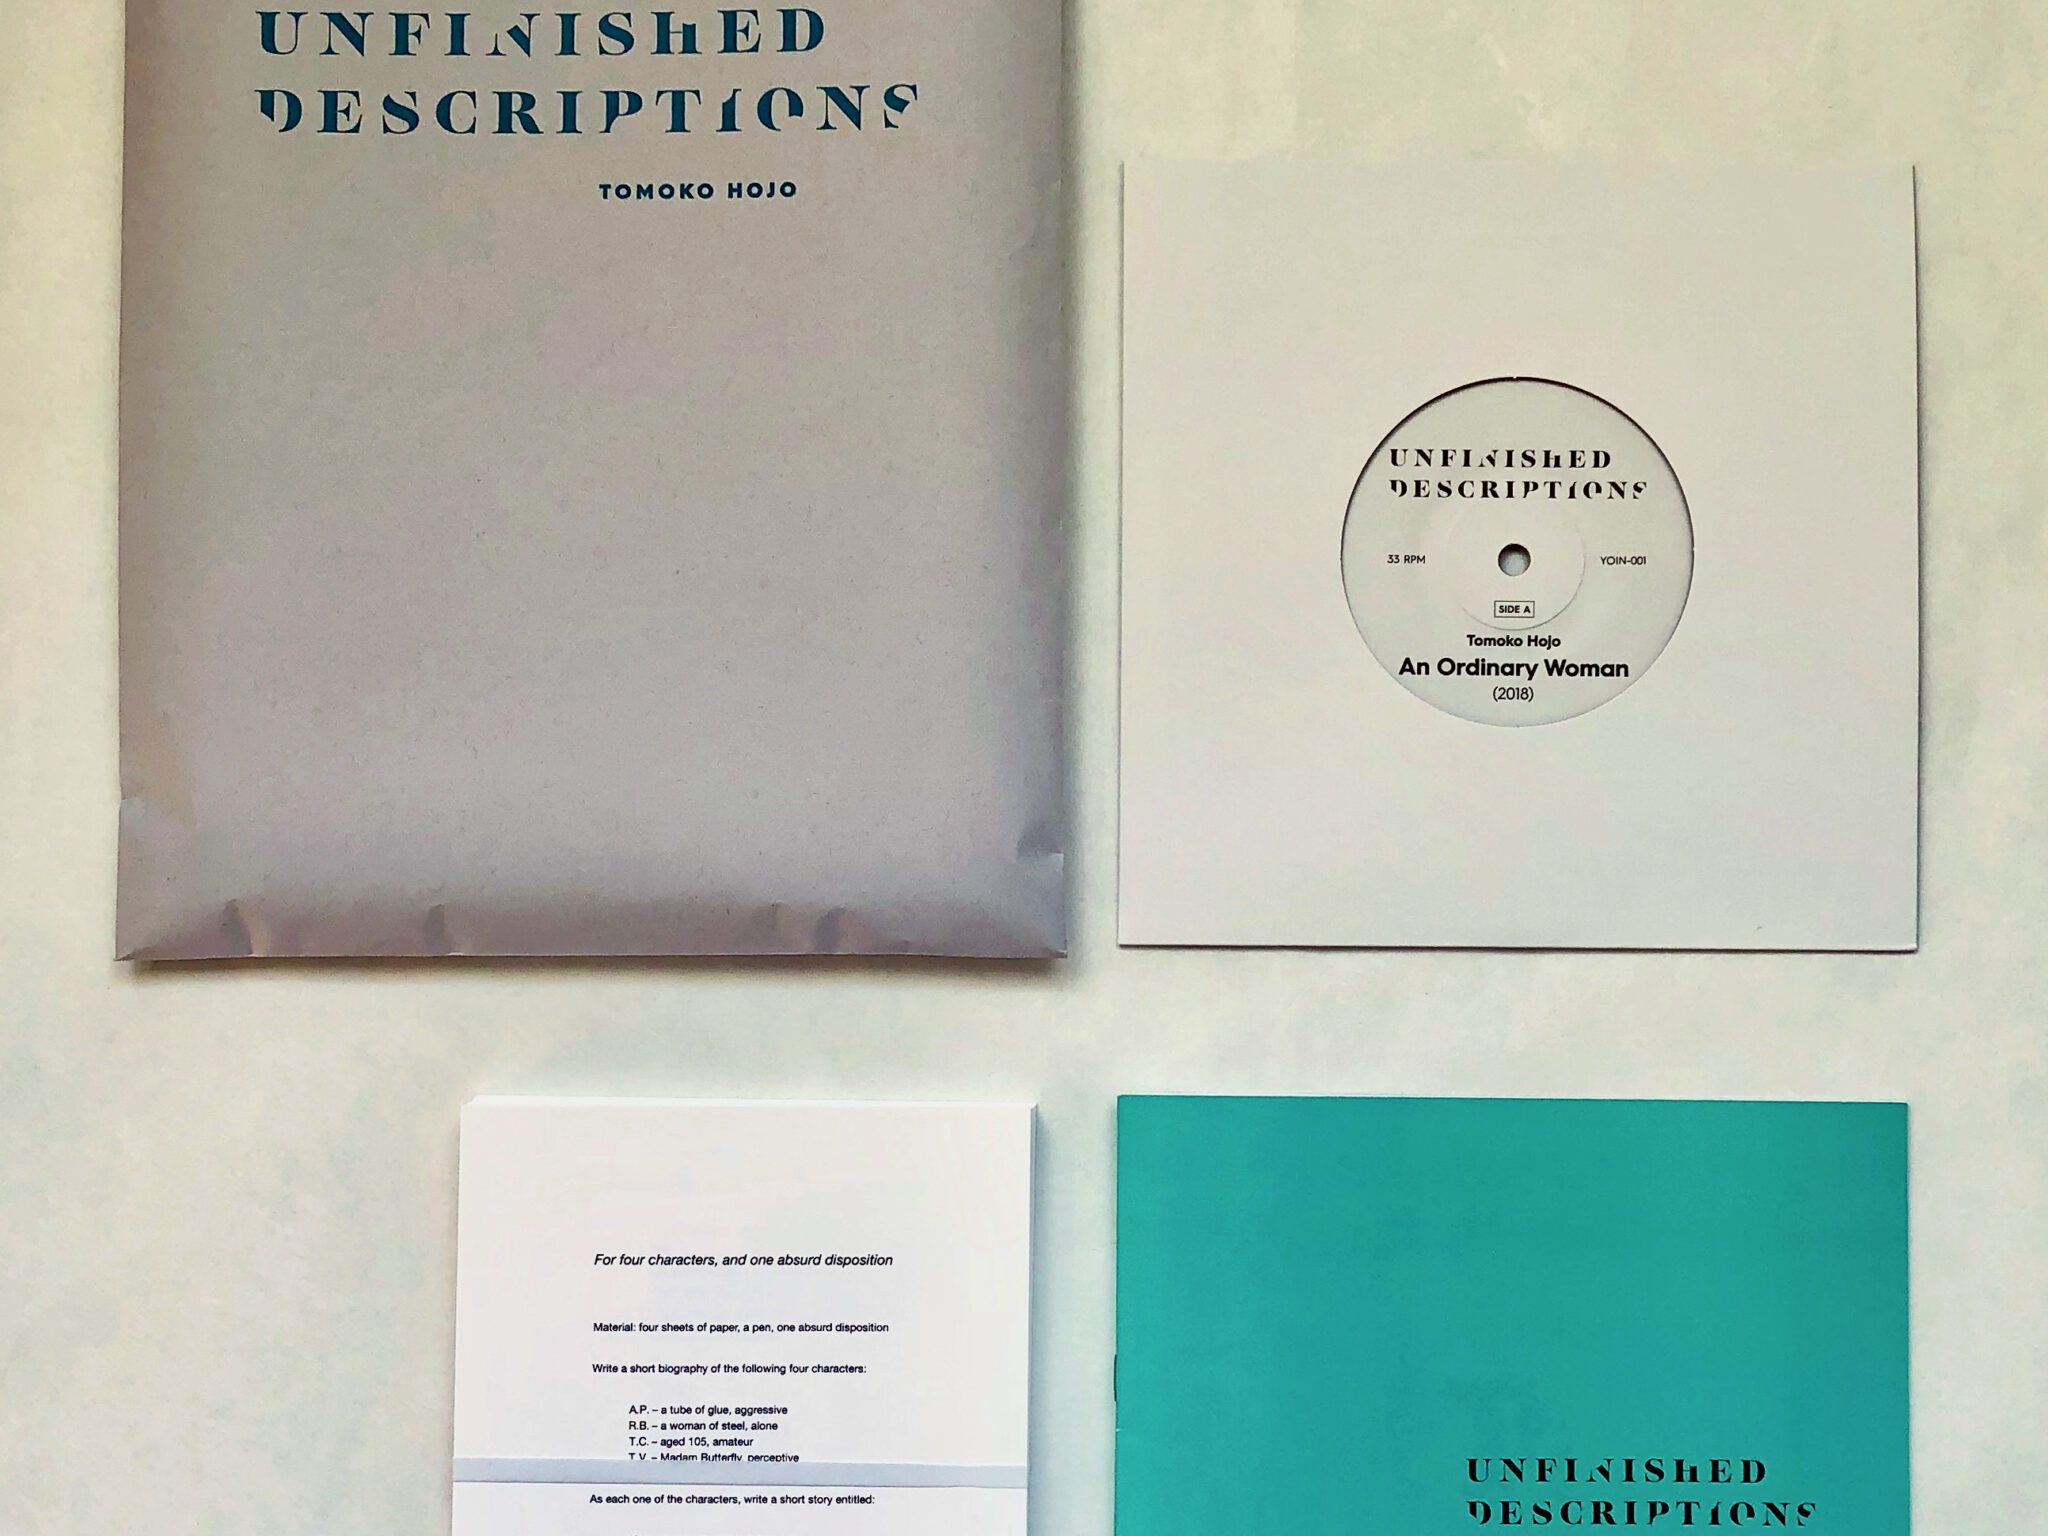 UNFINISHED
DESCRIPTIONS
TOMOKO HOJO
UNFINISHED
DESCRIPTIONS
33 RPM
YOIN-001
SIDE A
Tomoko Hojo
An Ordinary Woman
(2018)
For four characters, and one absurd disposition
Material: four sheets of paper, a pen, one absurd disposition
Write a short biography of the following four characters:
A.P. – a tube of glue, aggressive
R.B. – a woman of steel, alone
T.C. – aged 105, amateur
T.V. – Madam Butterfly, perceptive
As each one of the characters, write a short story entitled:
UNFINISHED
DESCRIPTIONS